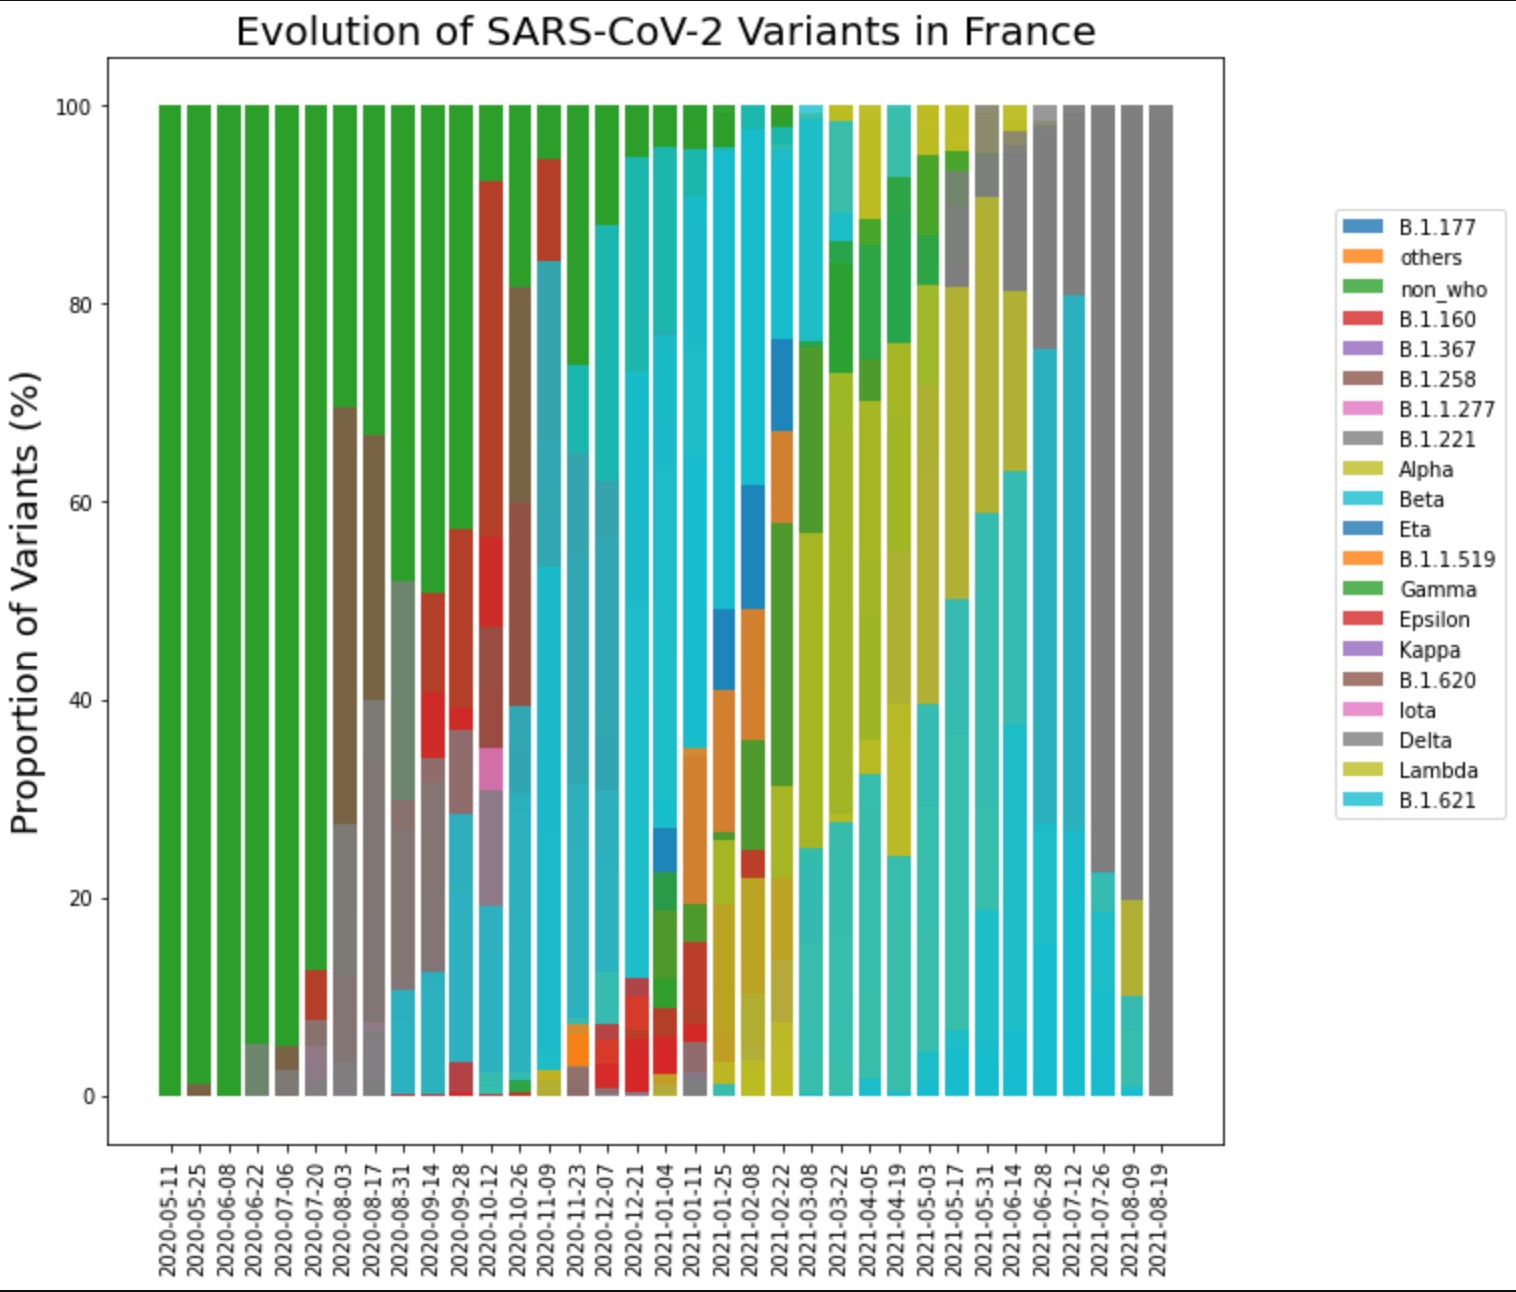 Evolution of SARS-CoV-2 Variants in France
Proportion of Variants (%)
100
80
60
40
20
0
2020-05-11
2020-05-25
2020-06-08
2020-06-22
2020-07-06
2020-07-20
2020-08-03
2020-08-17
2020-08-31
2020-09-14
2020-09-28
2020-10-12
2020-10-26
2020-11-09
2020-11-23
2020-12-07
2020-12-21
2021-01-04
2021-01-11
2021-01-25
2021-02-08
2021-02-22
2021-03-08
2021-03-22
2021-04-05
2021-04-19
2021-05-03
2021-05-17
2021-05-31
2021-06-14
2021-06-28
2021-07-12
2021-07-26
2021-08-09
2021-08-19
B.1.177
others
non_who
B.1.160
B.1.367
B.1.258
B.1.1.277
B.1.221
Alpha
Beta
Eta
B.1.1.519
Gamma
Epsilon
Kappa
B.1.620
Iota
Delta
Lambda
B.1.621